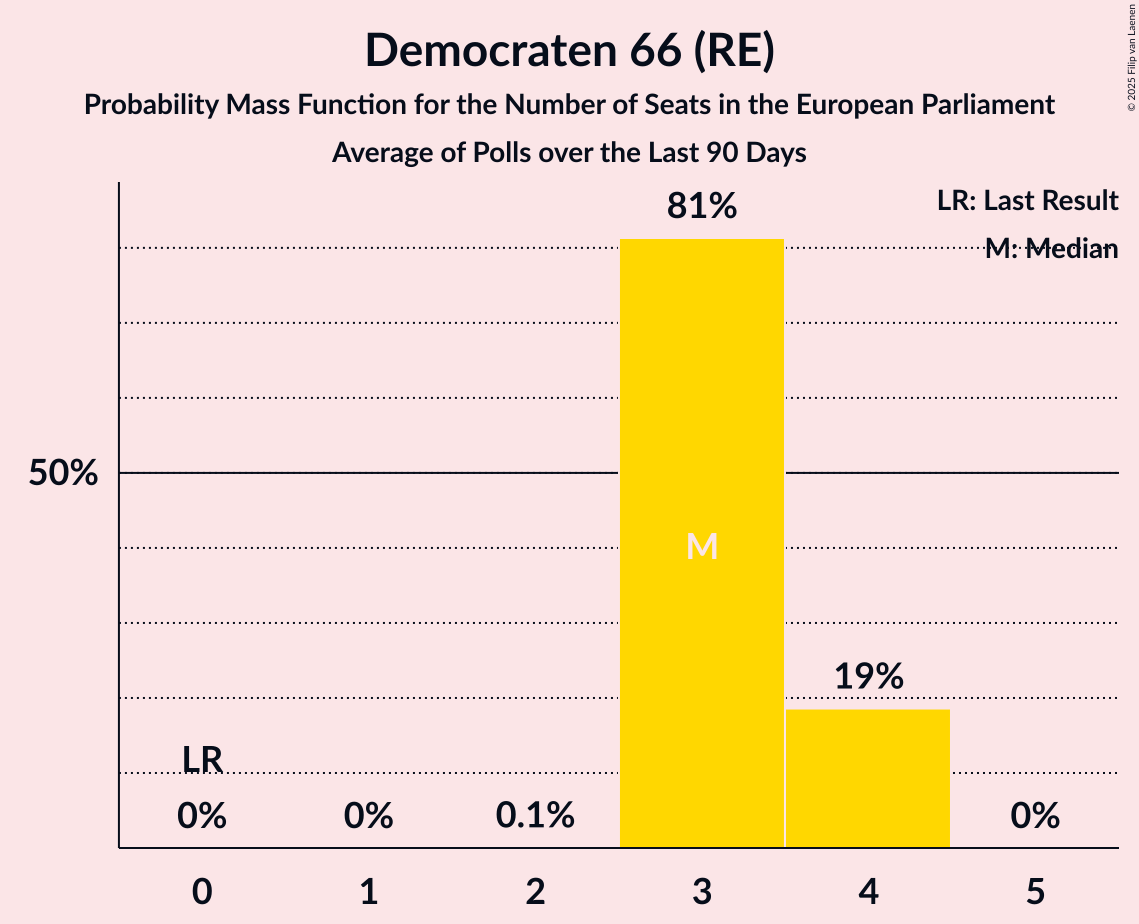 Democraten 66 (RE)
Probability Mass Function for the Number of Seats in the European Parliament
Average of Polls over the Last 90 Days
© 2025 Filip van Laenen
LR: Last Result
M: Median
81%
50%
M
19%
LR
0%
0%
0.1%
0%
0
1
2
3
4
5